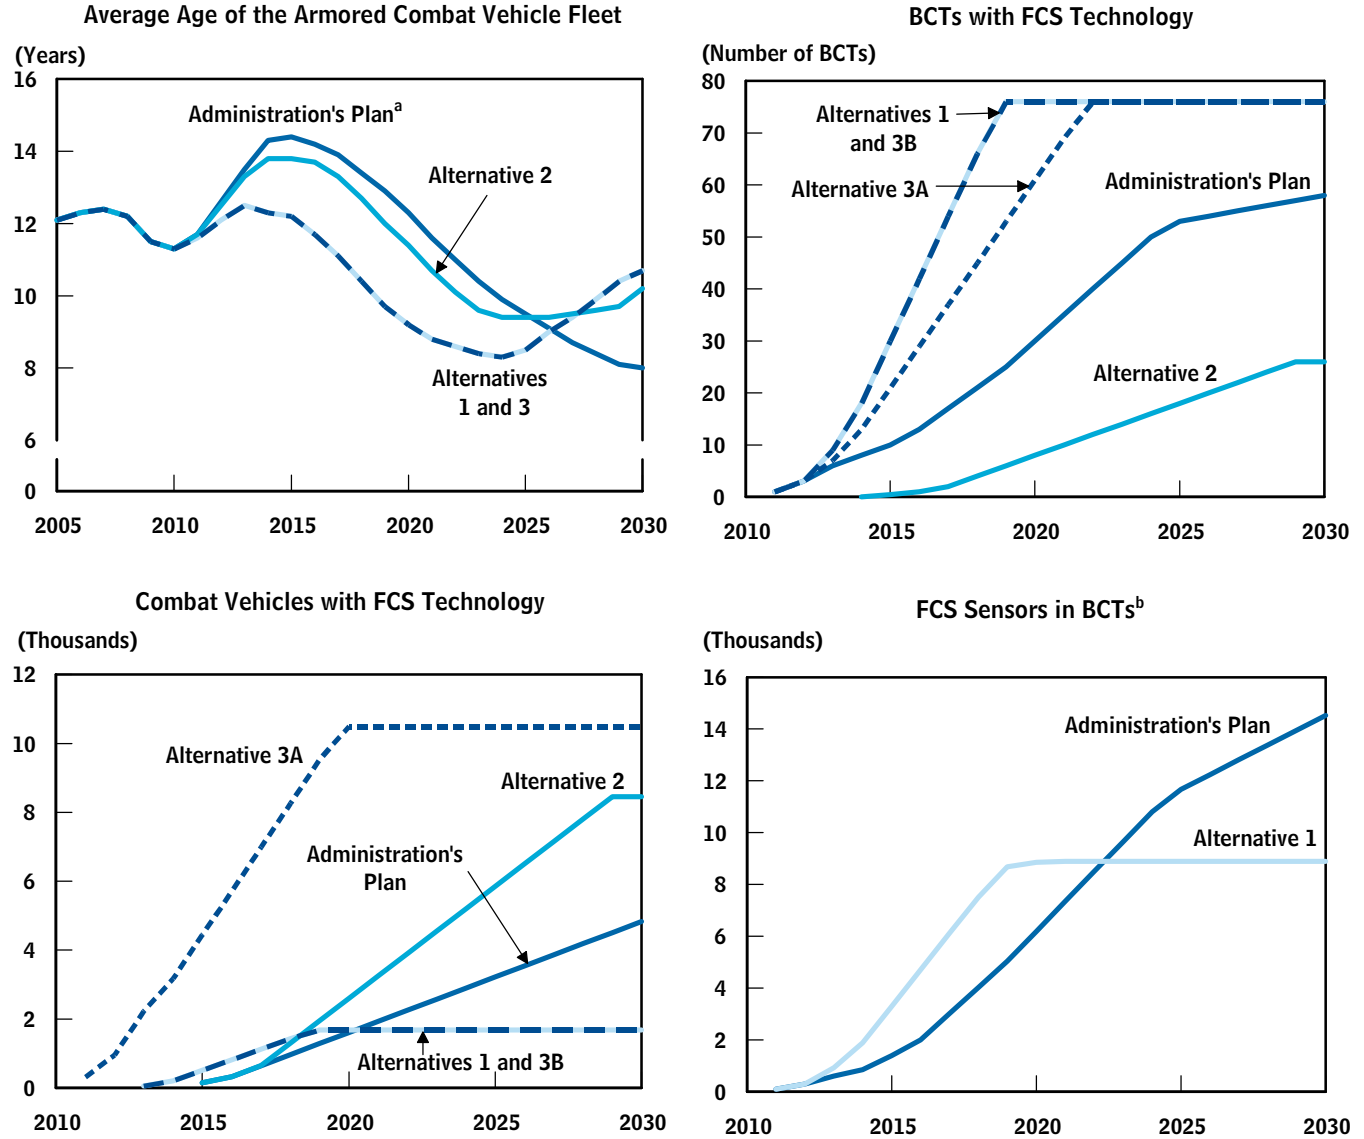 Average Age of the Armored Combat Vehicle Fleet
(Years)
16
14
12
10
8
6
0
2005 2010 2015 2020 2025 2030
Administration's Planᵃ
Alternative 2
Alternatives
1 and 3
BCTs with FCS Technology
(Number of BCTs)
80
70
60
50
40
30
20
10
0
2010 2015 2020 2025 2030
Alternatives 1
and 3B
Alternative 3A
Administration's Plan
Alternative 2
Combat Vehicles with FCS Technology
(Thousands)
12
10
8
6
4
2
0
2010 2015 2020 2025 2030
Alternative 3A
Alternative 2
Administration's
Plan
Alternatives 1 and 3B
FCS Sensors in BCTsᵇ
(Thousands)
16
14
12
10
8
6
4
2
0
2010 2015 2020 2025 2030
Administration's Plan
Alternative 1